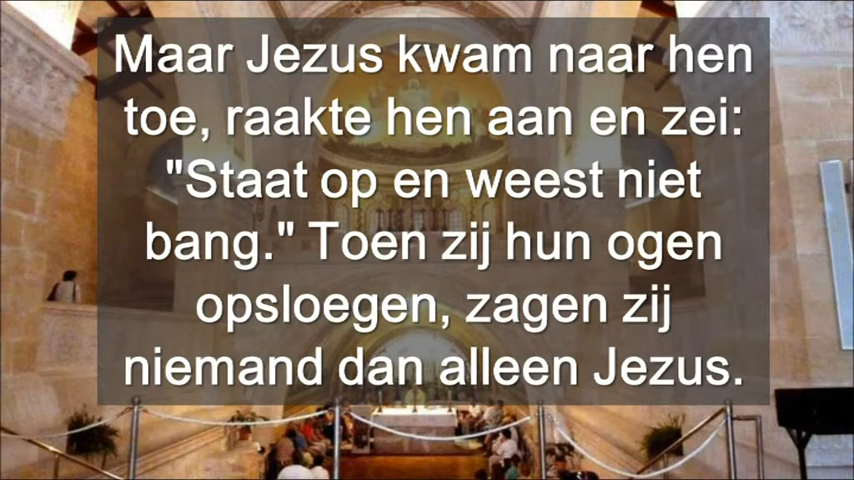 Maar Jezus kwam naar hen
toe, raakte hen aan en zei:
"Staat op en weest niet
bang." Toen zij hun ogen
opsloegen, zagen zij
niemand dan alleen Jezus.